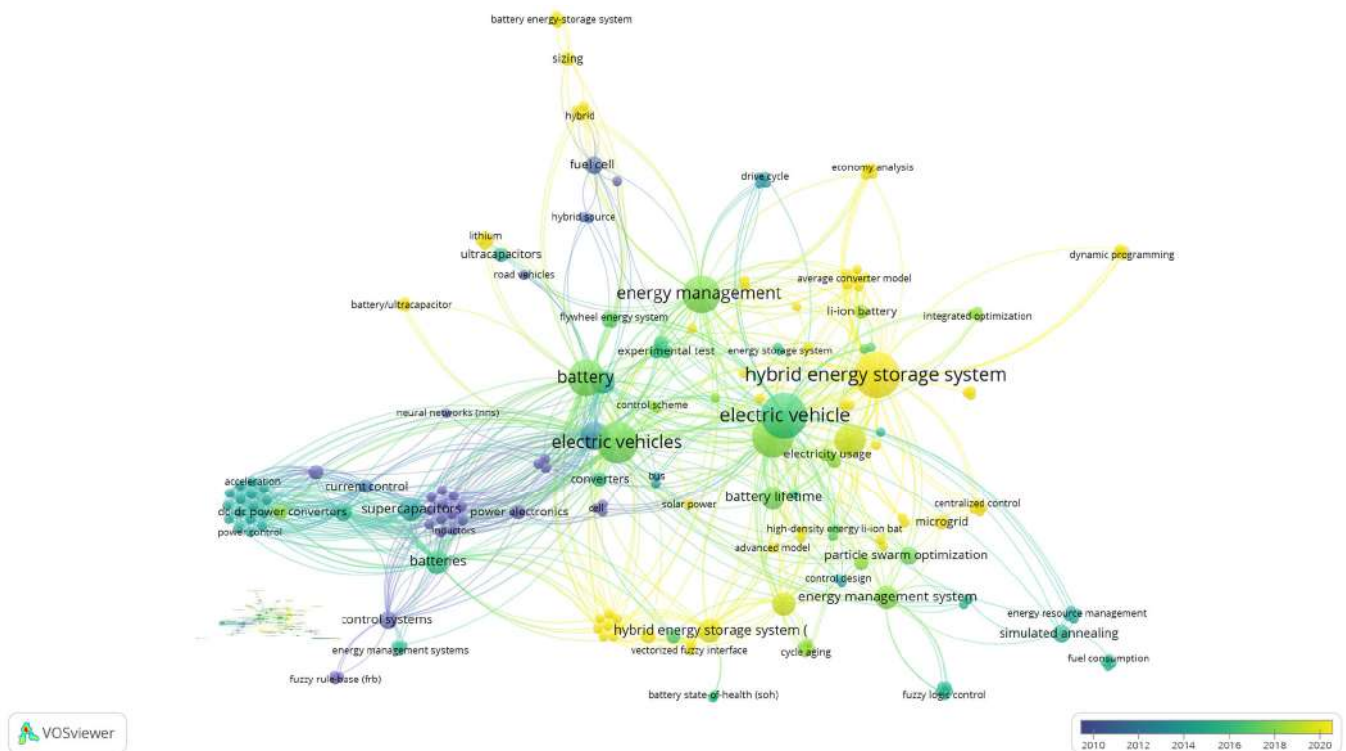 battery energy-storage system
sizing
hybrid
fuel cell
drive cycle
economy analysis
hybrid source
lithium
ultracapacitors
road vehicles
dynamic programming
average converter model
energy management
battery/ultracapacitor
flywheel energy system
li-ion battery
integrated optimization
experimental test
energy storage system
hybrid energy storage system
battery
control scheme
neural networks (nns)
electric vehicle
electric vehicles
electricity usage
acceleration
current control
converters
bus
battery lifetime
dc-dc power converters
supercapacitors
power electronics
cell
solar power
centralized control
microgrid
power control
inductors
high-density energy li-ion bat
advanced model
particle swarm optimization
batteries
control design
energy management system
control systems
hybrid energy storage system (
energy resource management
simulated annealing
energy management systems
vectorized fuzzy interface
cycle aging
fuel consumption
fuzzy rule-base (frb)
battery state-of-health (soh)
fuzzy logic control
VOSviewer
2010 2012 2014 2016 2018 2020